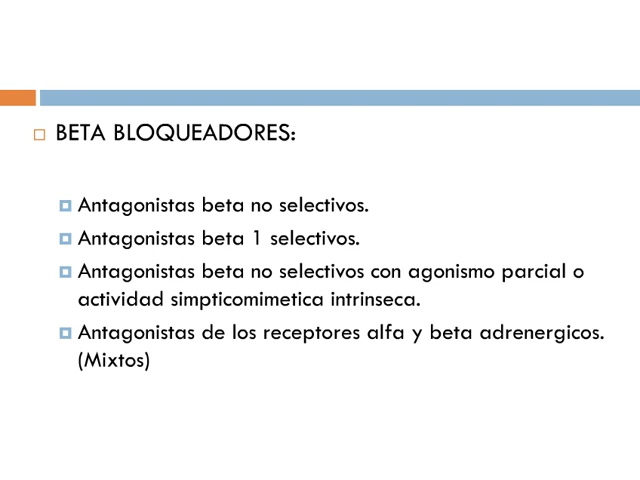 BETA BLOQUEADORES:
Antagonistas beta no selectivos.
Antagonistas beta 1 selectivos.
Antagonistas beta no selectivos con agonismo parcial o
actividad simpticomimetica intrinseca.
Antagonistas de los receptores alfa y beta adrenergicos.
(Mixtos)